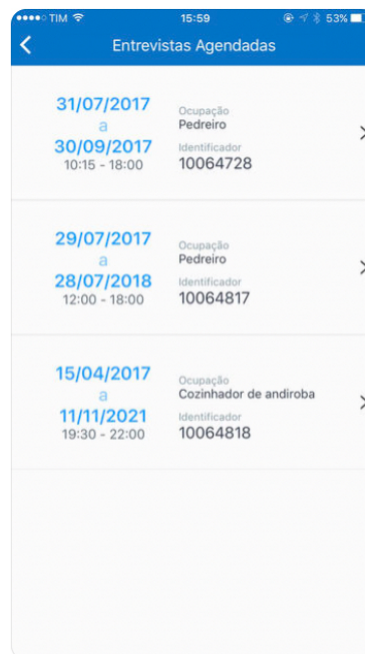 TIM 15:59 53%
Entrevistas Agendadas
31/07/2017
a
30/09/2017
10:15 - 18:00
Ocupação
Pedreiro
Identificador
10064728
29/07/2017
a
28/07/2018
12:00 - 18:00
Ocupação
Pedreiro
Identificador
10064817
15/04/2017
a
11/11/2021
19:30 - 22:00
Ocupação
Cozinhador de andiroba
Identificador
10064818